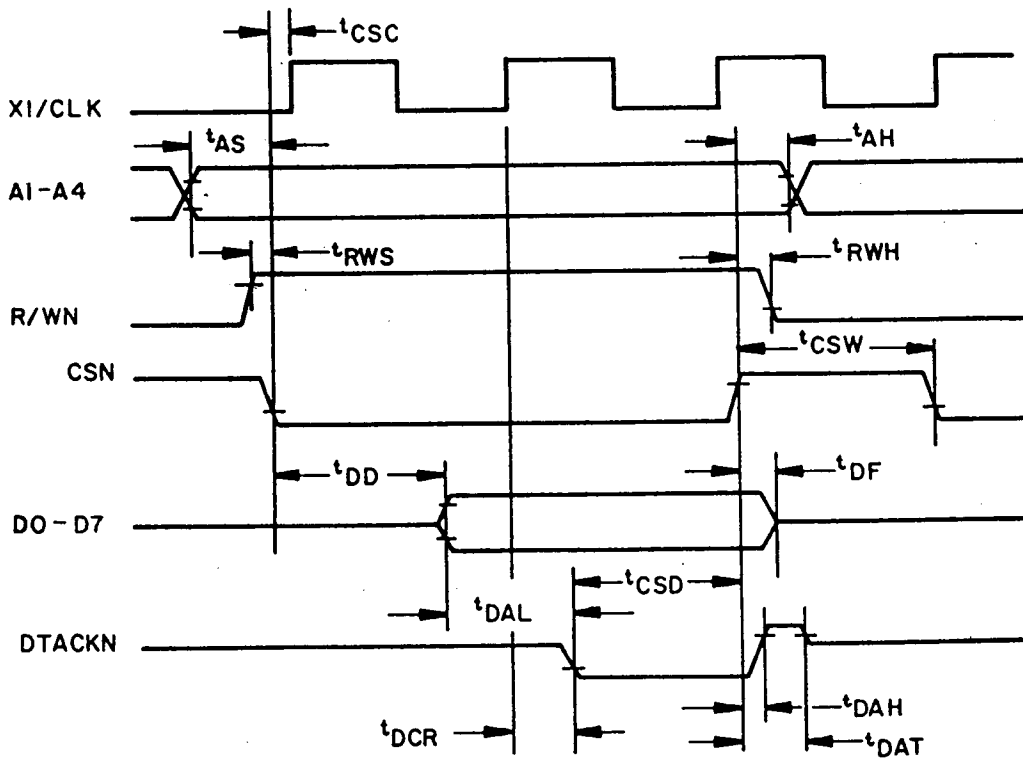 tCSC
X1/CLK
tAS
tAH
A1-A4
tRWS
tRWH
R/WN
tCSW
CSN
tDD
tDF
D0-D7
tCSD
tDAL
DTACKN
tDAH
tDCR
tDAT